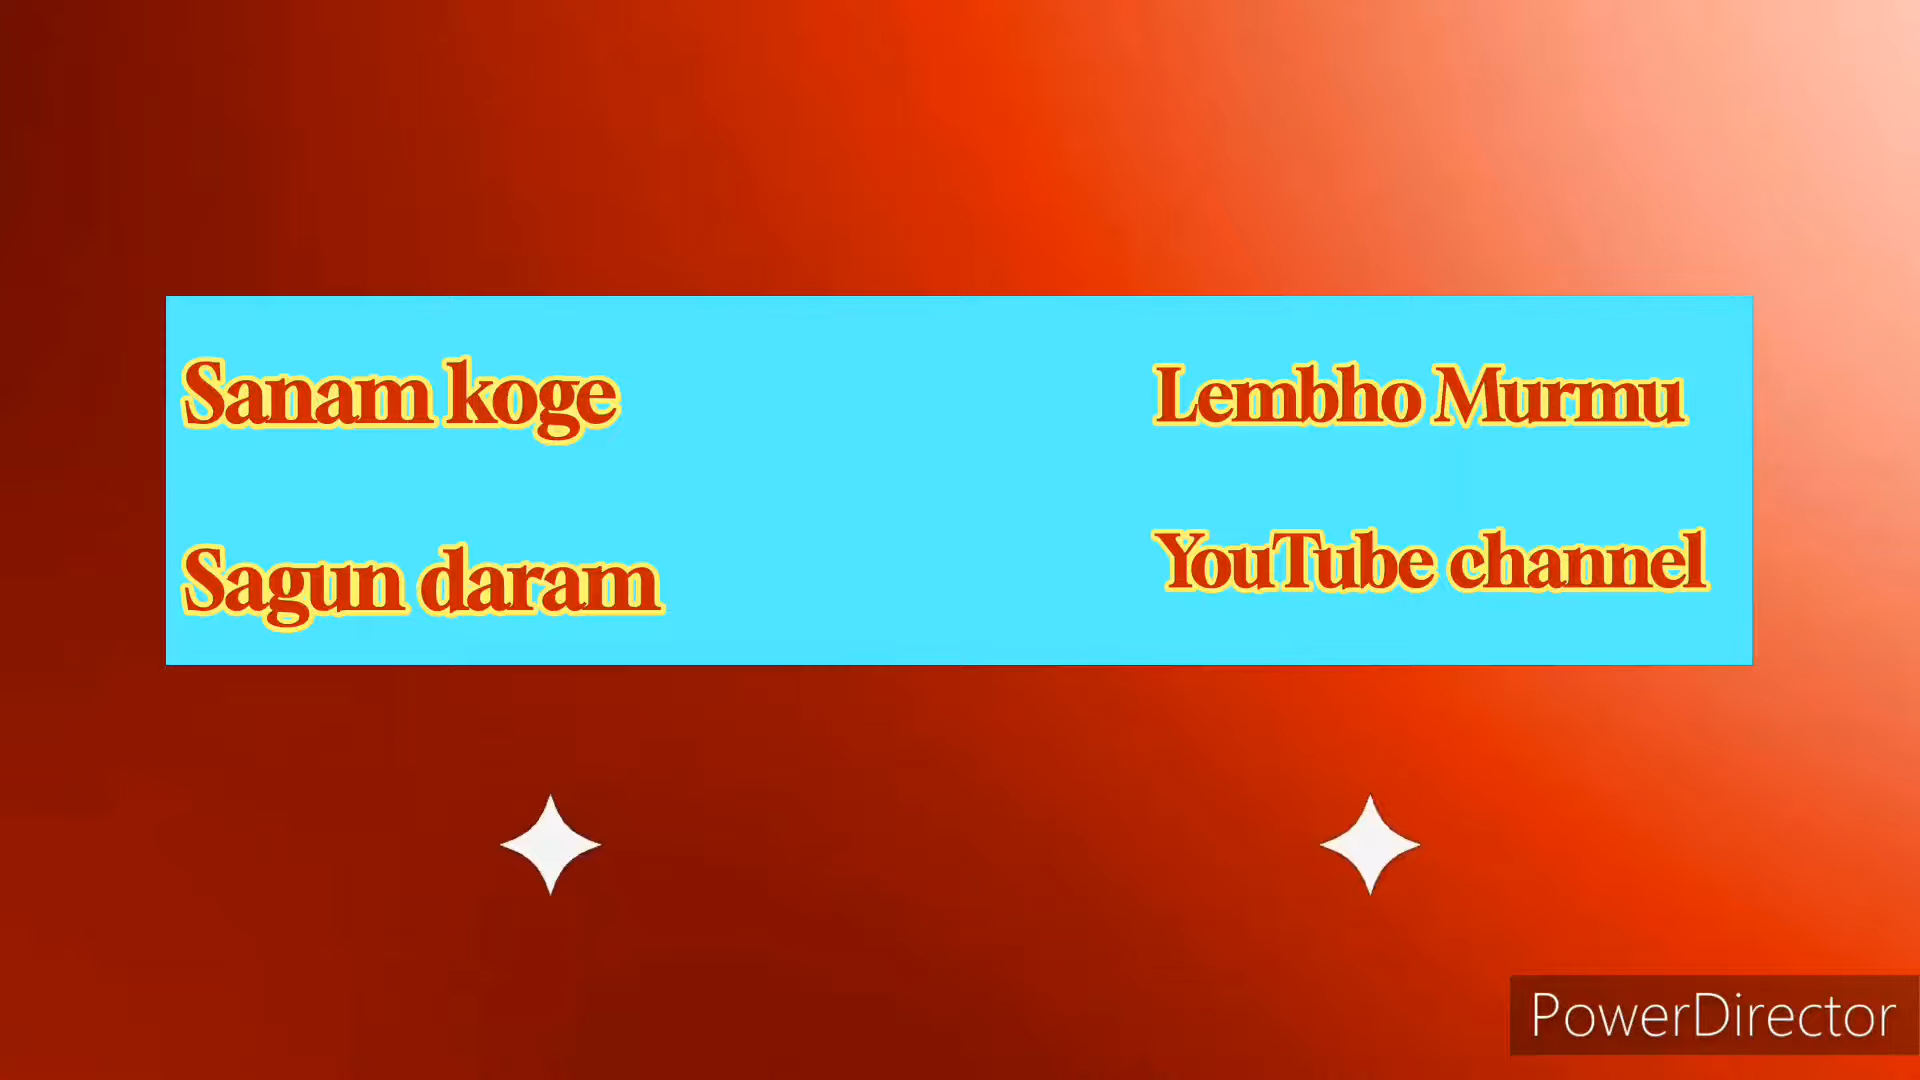 Sanam koge
Sagun daram
Lembho Murmu
YouTube channel
PowerDirector